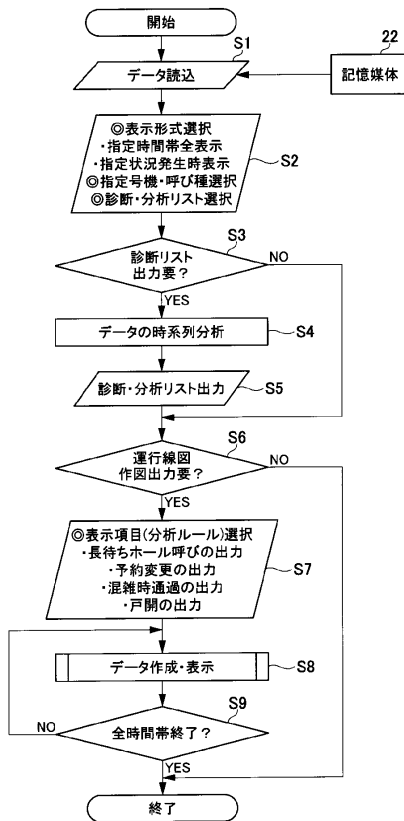 開始
S1
22
データ読込
記憶媒体
◎表示形式選択
・指定時間帯全表示
・指定状況発生時表示
◎指定号機・呼び種選択
◎診断・分析リスト選択
S2
S3
診断リスト
出力要？
NO
YES
データの時系列分析
S4
診断・分析リスト出力
S5
S6
運行線図
作図出力要？
NO
YES
◎表示項目(分析ルール)選択
・長待ちホール呼びの出力
・予約変更の出力
・混雑時通過の出力
・戸開の出力
S7
データ作成・表示
S8
S9
NO
全時間帯終了？
YES
終了